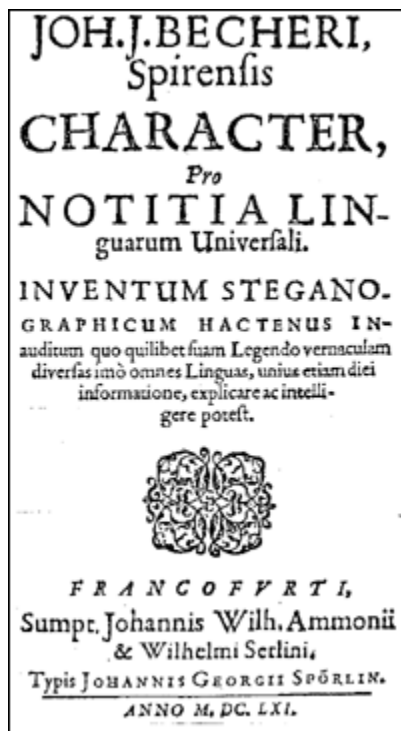 JOH.J.BECHERI,
Spirenſis
CHARACTER,
Pro
NOTITIA LIN-
guarum Univerſali.
INVENTUM STEGANO-
GRAPHICUM HACTENUS IN-
auditum quo quilibet ſuam Legendo vernaculam
diverſas imò omnes Linguas, unius etiam diei
informatione, explicare ac intelli-
gere poteſt.
FRANCOFVRTI,
Sumpt. Johannis Wilh. Ammonii
& Wilhelmi Serlini,
Typis JOHANNIS GEORGII SPÖRLIN.
ANNO M. DC. LXI.